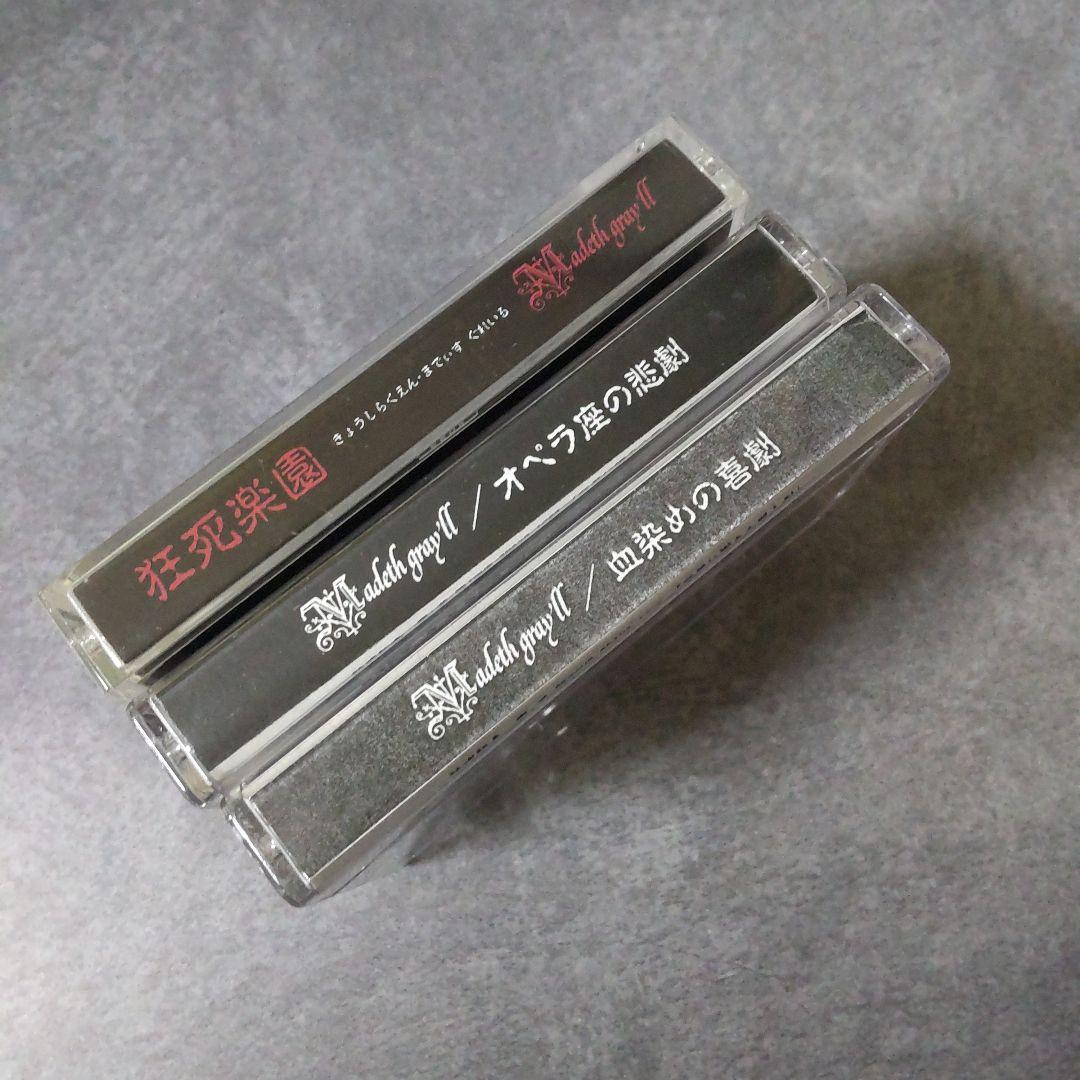 狂死楽園 きょうしらくえん・までぃす ぐれいる Madeth gray'll
Madeth gray'll / オペラ座の悲劇
Madeth gray'll / 血染めの喜劇